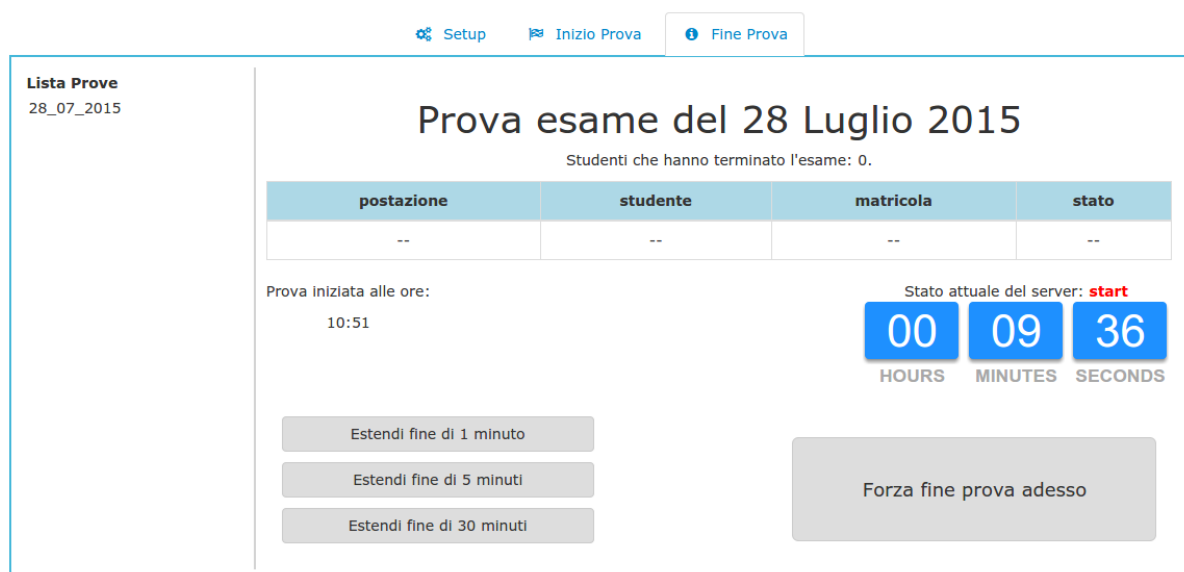 Setup Inizio Prova Fine Prova
Lista Prove
28_07_2015
Prova esame del 28 Luglio 2015
Studenti che hanno terminato l'esame: 0.
postazione studente matricola stato
-- -- -- --
Prova iniziata alle ore:
10:51
Stato attuale del server: start
00 09 36
HOURS MINUTES SECONDS
Estendi fine di 1 minuto
Estendi fine di 5 minuti
Estendi fine di 30 minuti
Forza fine prova adesso